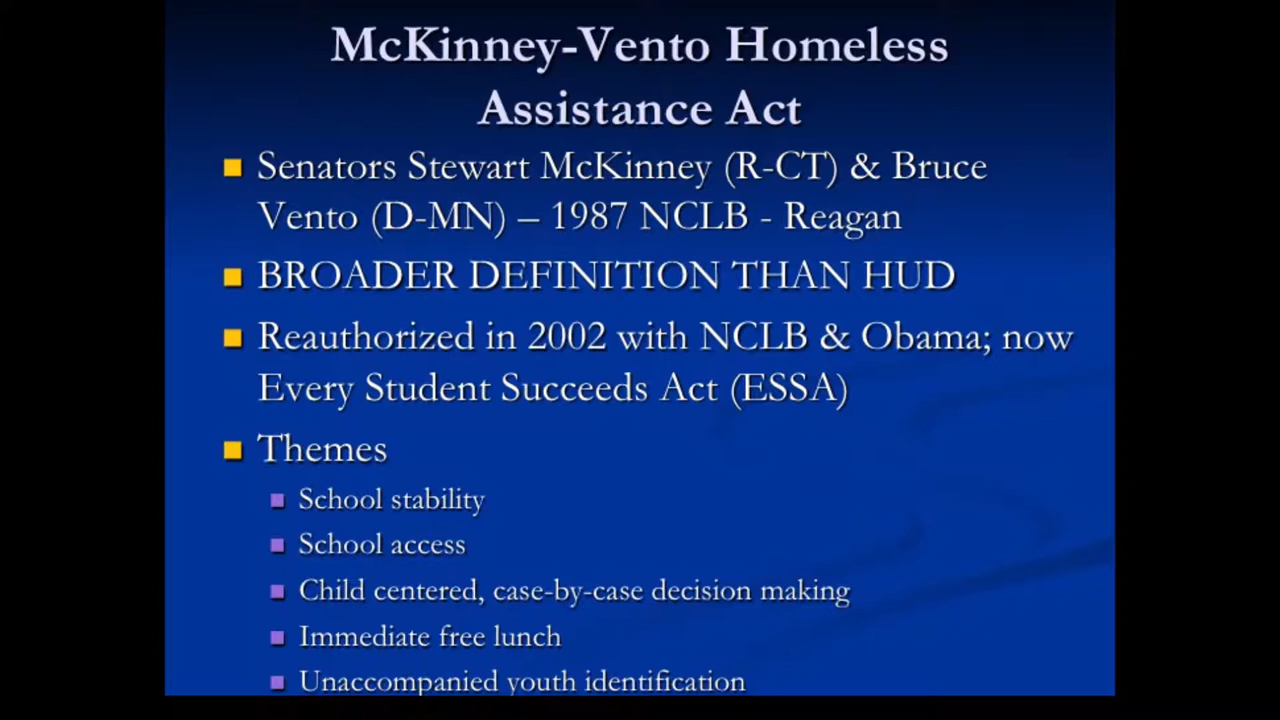 McKinney-Vento Homeless
Assistance Act
Senators Stewart McKinney (R-CT) & Bruce
Vento (D-MN) – 1987 NCLB - Reagan
BROADER DEFINITION THAN HUD
Reauthorized in 2002 with NCLB & Obama; now
Every Student Succeeds Act (ESSA)
Themes
School stability
School access
Child centered, case-by-case decision making
Immediate free lunch
Unaccompanied youth identification